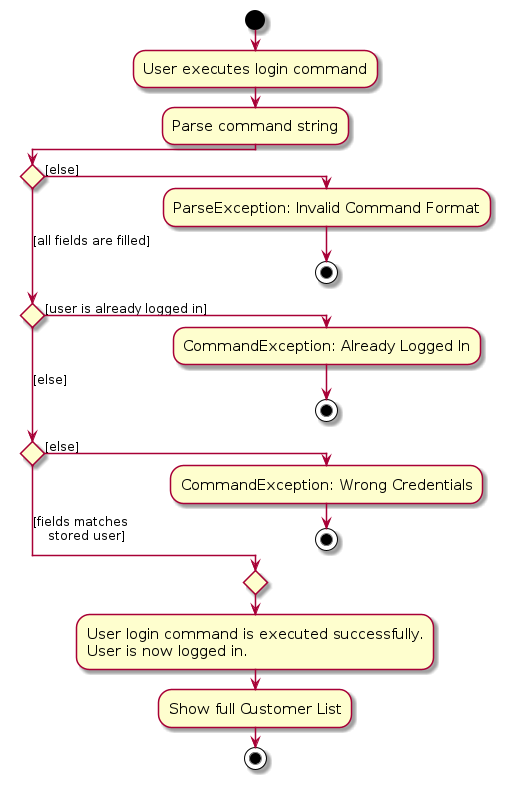 User executes login command
Parse command string
[else]
ParseException: Invalid Command Format
[all fields are filled]
[user is already logged in]
CommandException: Already Logged In
[else]
[else]
CommandException: Wrong Credentials
[fields matches
stored user]
User login command is executed successfully.
User is now logged in.
Show full Customer List